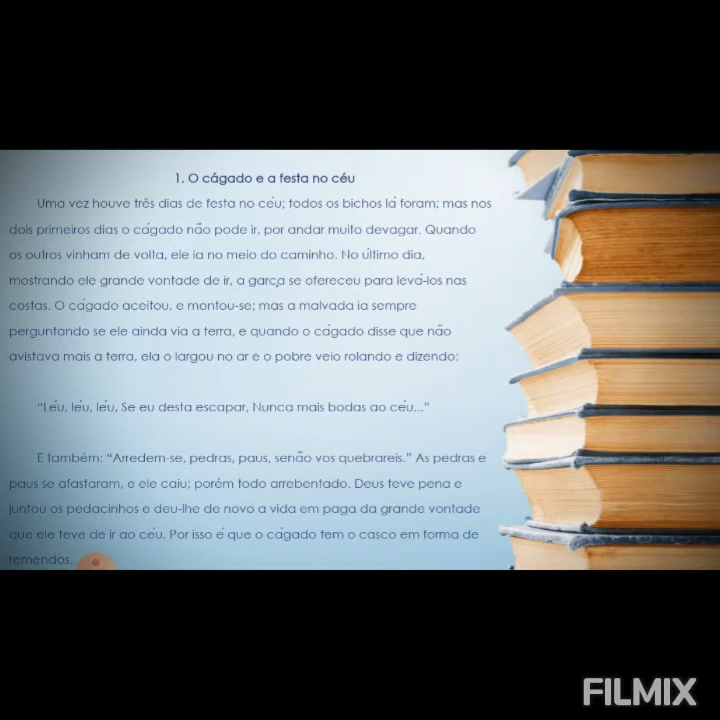 1. O cágado e a festa no céu
Uma vez houve três dias de festa no céu; todos os bichos lá foram; mas nos
dois primeiros dias o cágado não pode ir, por andar muito devagar. Quando
os outros vinham de volta, ele ia no meio do caminho. No último dia,
mostrando ele grande vontade de ir, a garça se ofereceu para levá-los nas
costas. O cágado aceitou, e montou-se; mas a malvada ia sempre
perguntando se ele ainda via a terra, e quando o cágado disse que não
avistava mais a terra, ela o largou no ar e o pobre veio rolando e dizendo:
“Léu, léu, léu. Se eu desta escapar, Nunca mais bodas ao céu...”
E também: “Arredem-se, pedras, paus, senão vos quebrareis.” As pedras e
paus se afastaram, e ele caiu; porém todo arrebentado. Deus teve pena e
juntou os pedacinhos e deu-lhe de novo a vida em paga da grande vontade
que ele teve de ir ao céu. Por isso é que o cágado tem o casco em forma de
remendos.
FILMIX